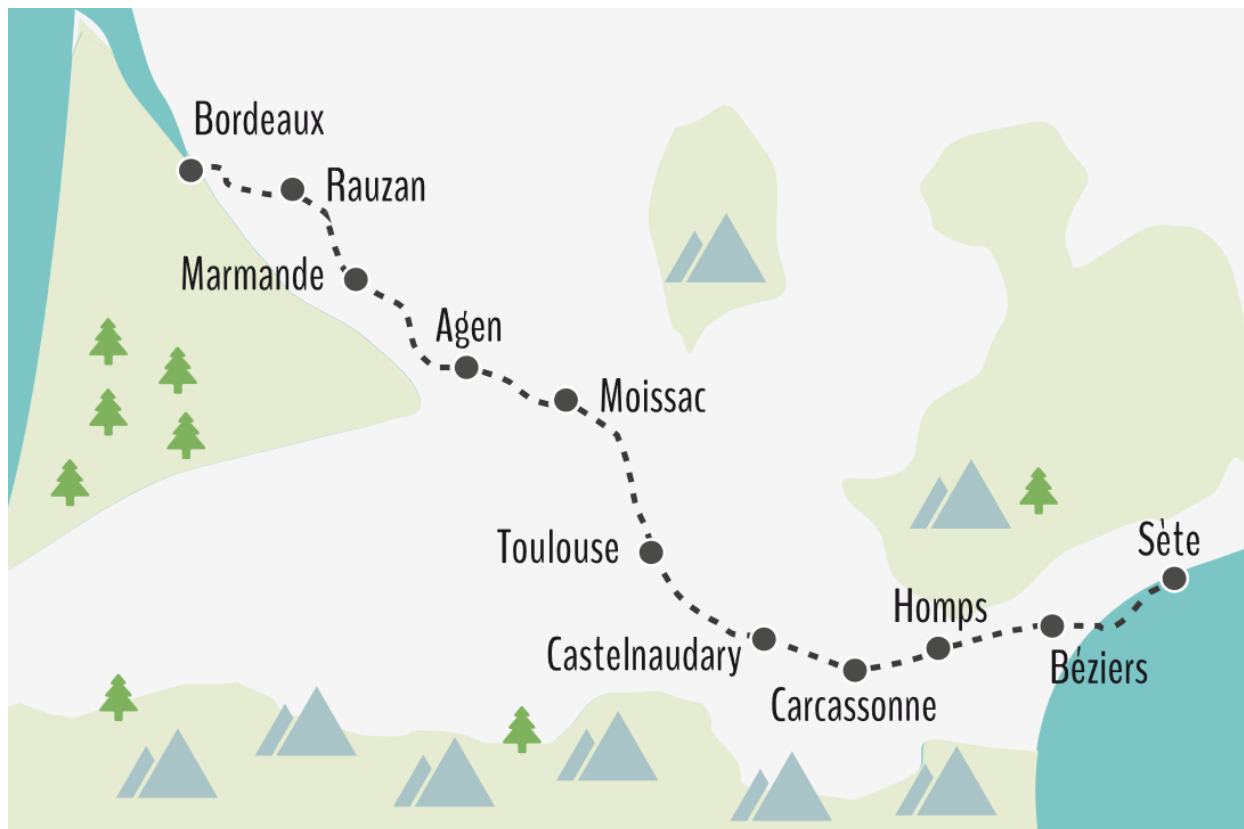 Bordeaux
Rauzan
Marmande
Agen
Moissac
Toulouse
Castelnaudary
Carcassonne
Homps
Béziers
Sète